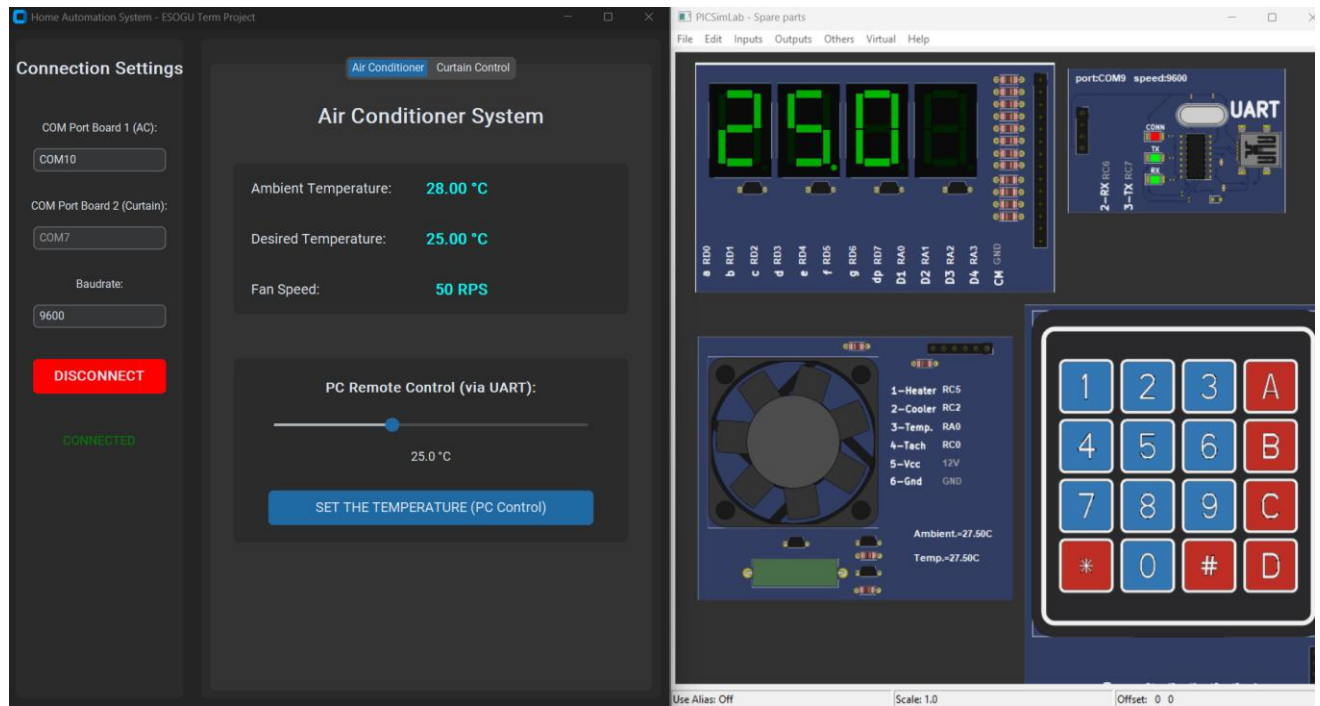 Home Automation System - ESOGU Term Project
Connection Settings
COM Port Board 1 (AC):
COM10
COM Port Board 2 (Curtain):
COM7
Baudrate:
9600
DISCONNECT
CONNECTED
Air Conditioner Curtain Control
Air Conditioner System
Ambient Temperature: 28.00 °C
Desired Temperature: 25.00 °C
Fan Speed: 50 RPS
PC Remote Control (via UART):
25.0 °C
SET THE TEMPERATURE (PC Control)
PICSimLab - Spare parts
File Edit Inputs Outputs Others Virtual Help
25.0
a RD0
b RD1
c RD2
d RD3
e RD4
f RD5
g RD6
dp RD7
D1 RA0
D2 RA1
D3 RA2
D4 RA3
CM GND
port:COM9 speed:9600
UART
CONN
TX
RX
2-RX RC6
3-TX RC7
1-Heater RC5
2-Cooler RC2
3-Temp. RA0
4-Tach RC0
5-Vcc 12V
6-Gnd GND
Ambient.=27.50C
Temp.=27.50C
1 2 3 A
4 5 6 B
7 8 9 C
* 0 # D
Use Alias: Off
Scale: 1.0
Offset: 0 0